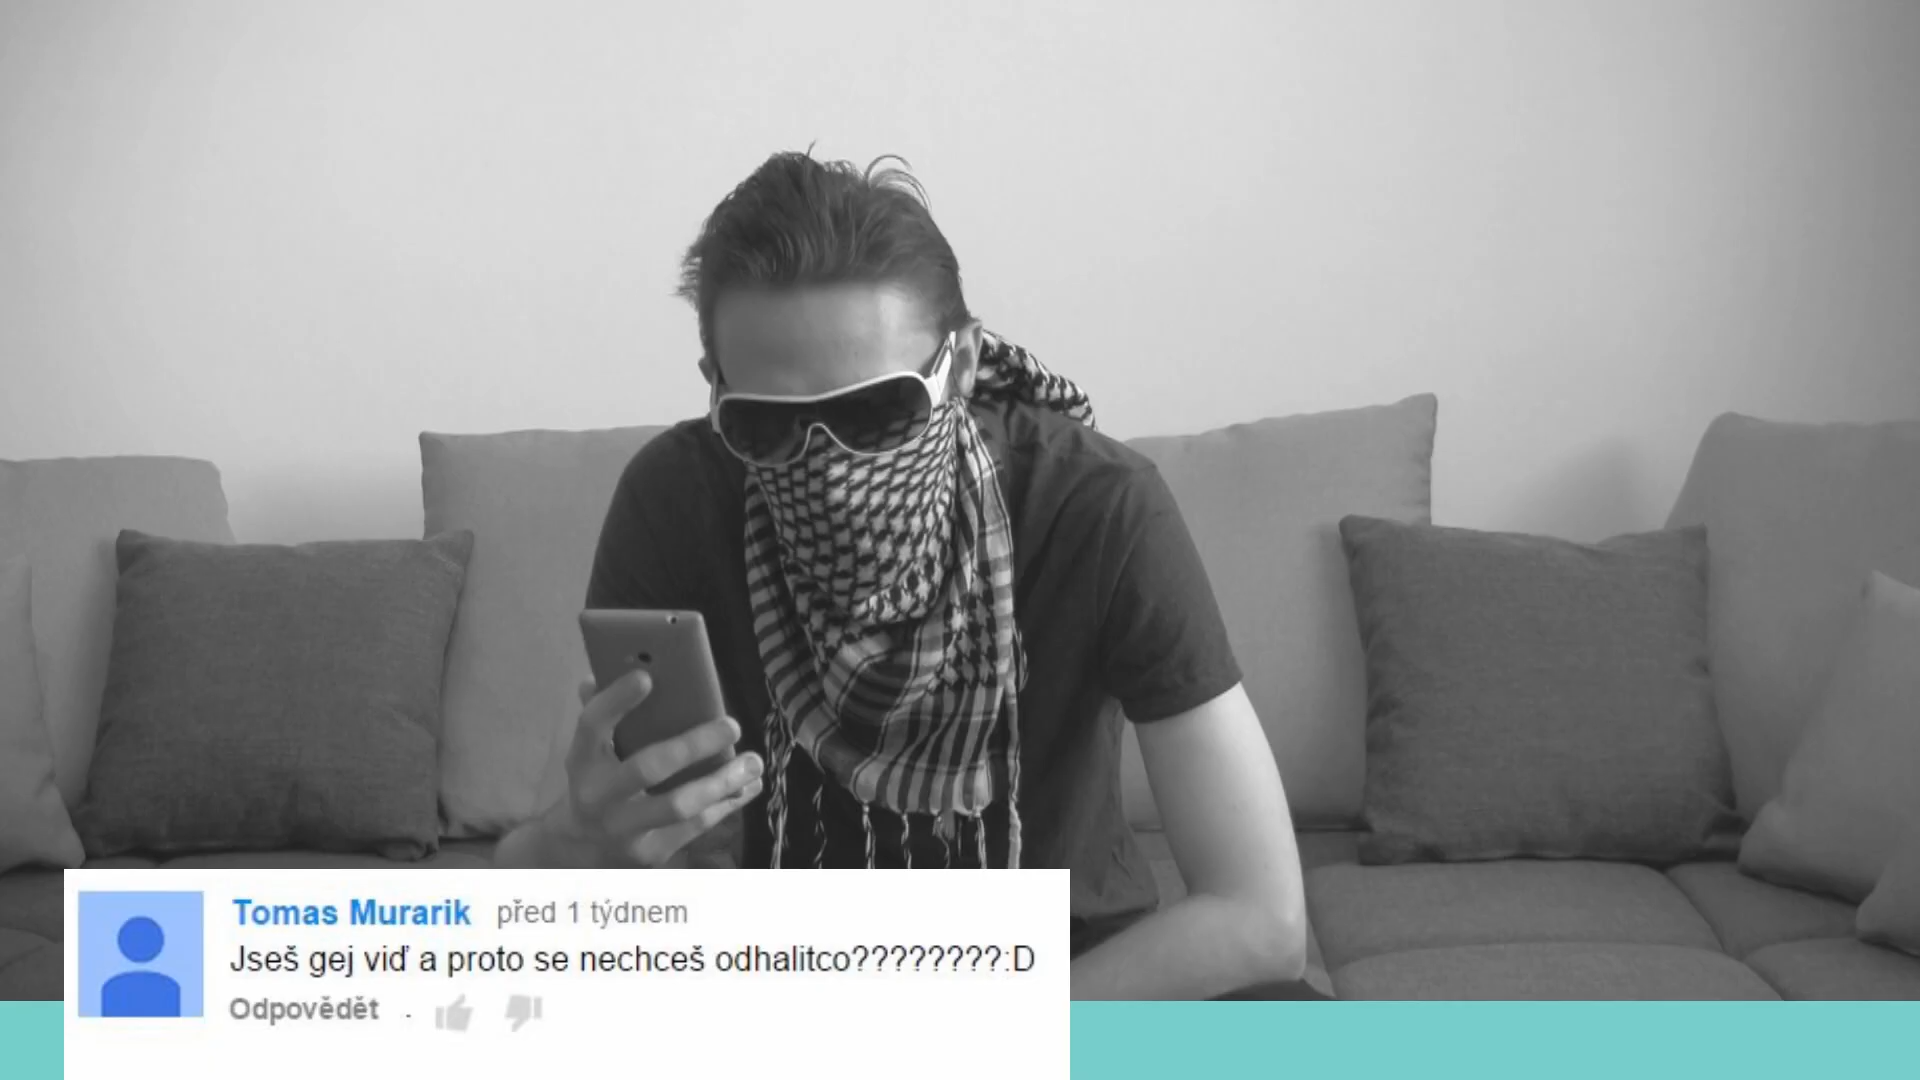 Tomas Murarik před 1 týdnem
Jseš gej viď a proto se nechceš odhalitco????????:D
Odpovědět .